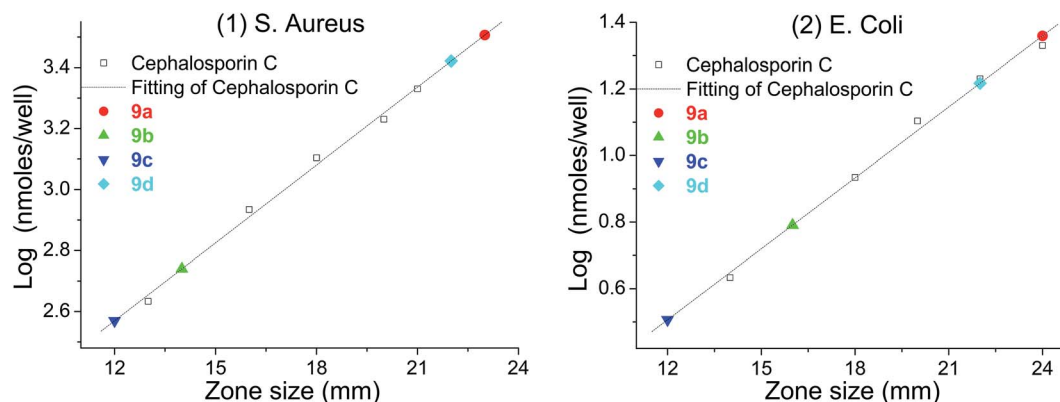 (1) S. Aureus
Log (nmoles/well)
3.4
3.2
3.0
2.8
2.6
Cephalosporin C
Fitting of Cephalosporin C
9a
9b
9c
9d
12 15 18 21 24
Zone size (mm)
(2) E. Coli
Log (nmoles/well)
1.4
1.2
1.0
0.8
0.6
Cephalosporin C
Fitting of Cephalosporin C
9a
9b
9c
9d
12 15 18 21 24
Zone size (mm)